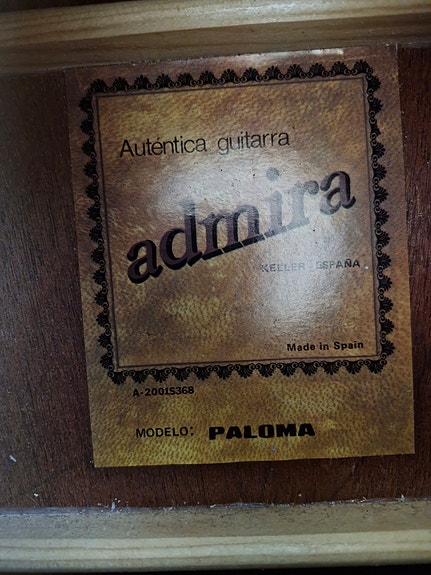 Auténtica guitarra
admira
KELLER - ESPAÑA
Made in Spain
A-20015368
MODELO: PALOMA